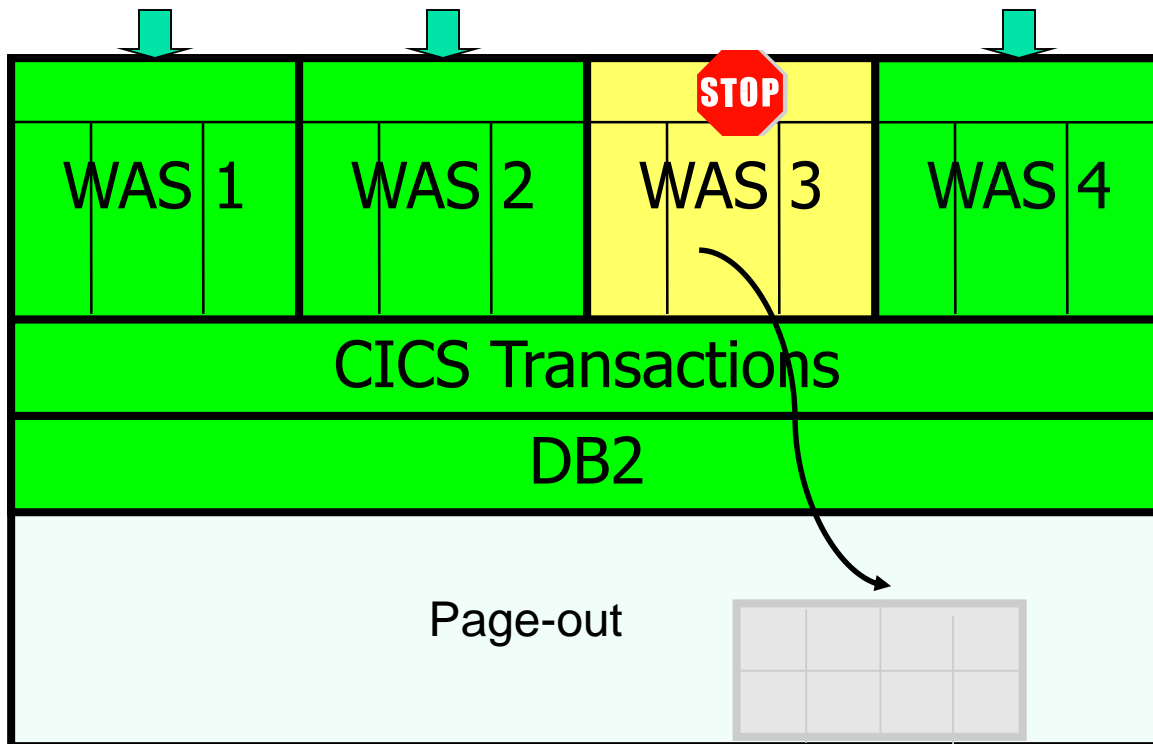 STOP
WAS 1
WAS 2
WAS 3
WAS 4
CICS Transactions
DB2
Page-out